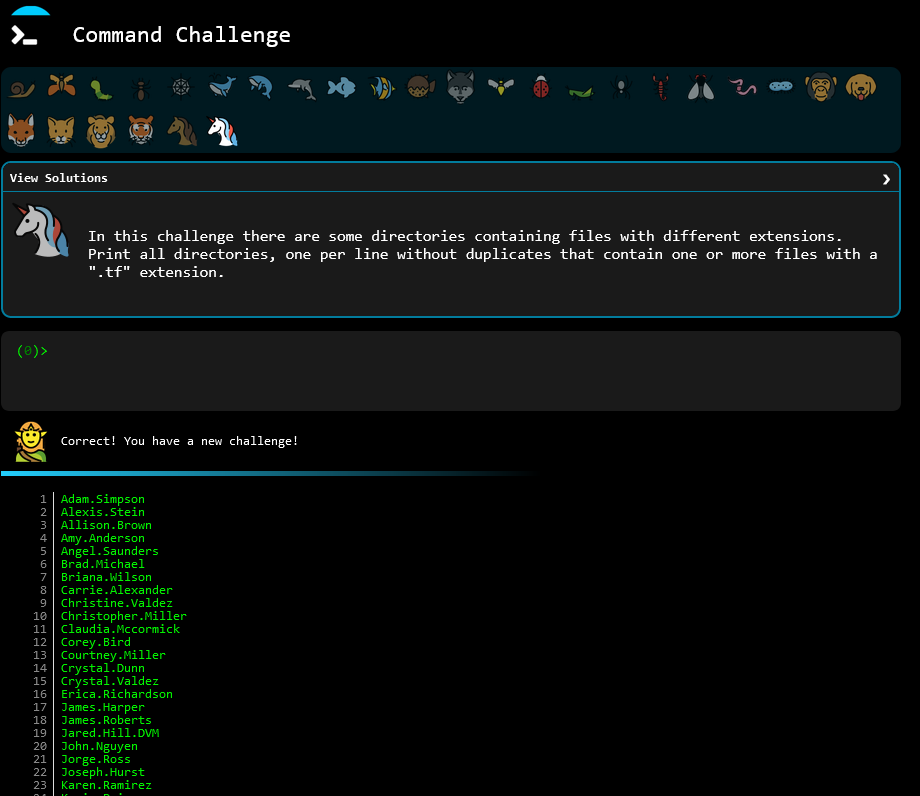 Command Challenge
View Solutions
In this challenge there are some directories containing files with different extensions.
Print all directories, one per line without duplicates that contain one or more files with a
".tf" extension.
(0)>
Correct! You have a new challenge!
1 Adam.Simpson
2 Alexis.Stein
3 Allison.Brown
4 Amy.Anderson
5 Angel.Saunders
6 Brad.Michael
7 Briana.Wilson
8 Carrie.Alexander
9 Christine.Valdez
10 Christopher.Miller
11 Claudia.Mccormick
12 Corey.Bird
13 Courtney.Miller
14 Crystal.Dunn
15 Crystal.Valdez
16 Erica.Richardson
17 James.Harper
18 James.Roberts
19 Jared.Hill.DVM
20 John.Nguyen
21 Jorge.Ross
22 Joseph.Hurst
23 Karen.Ramirez